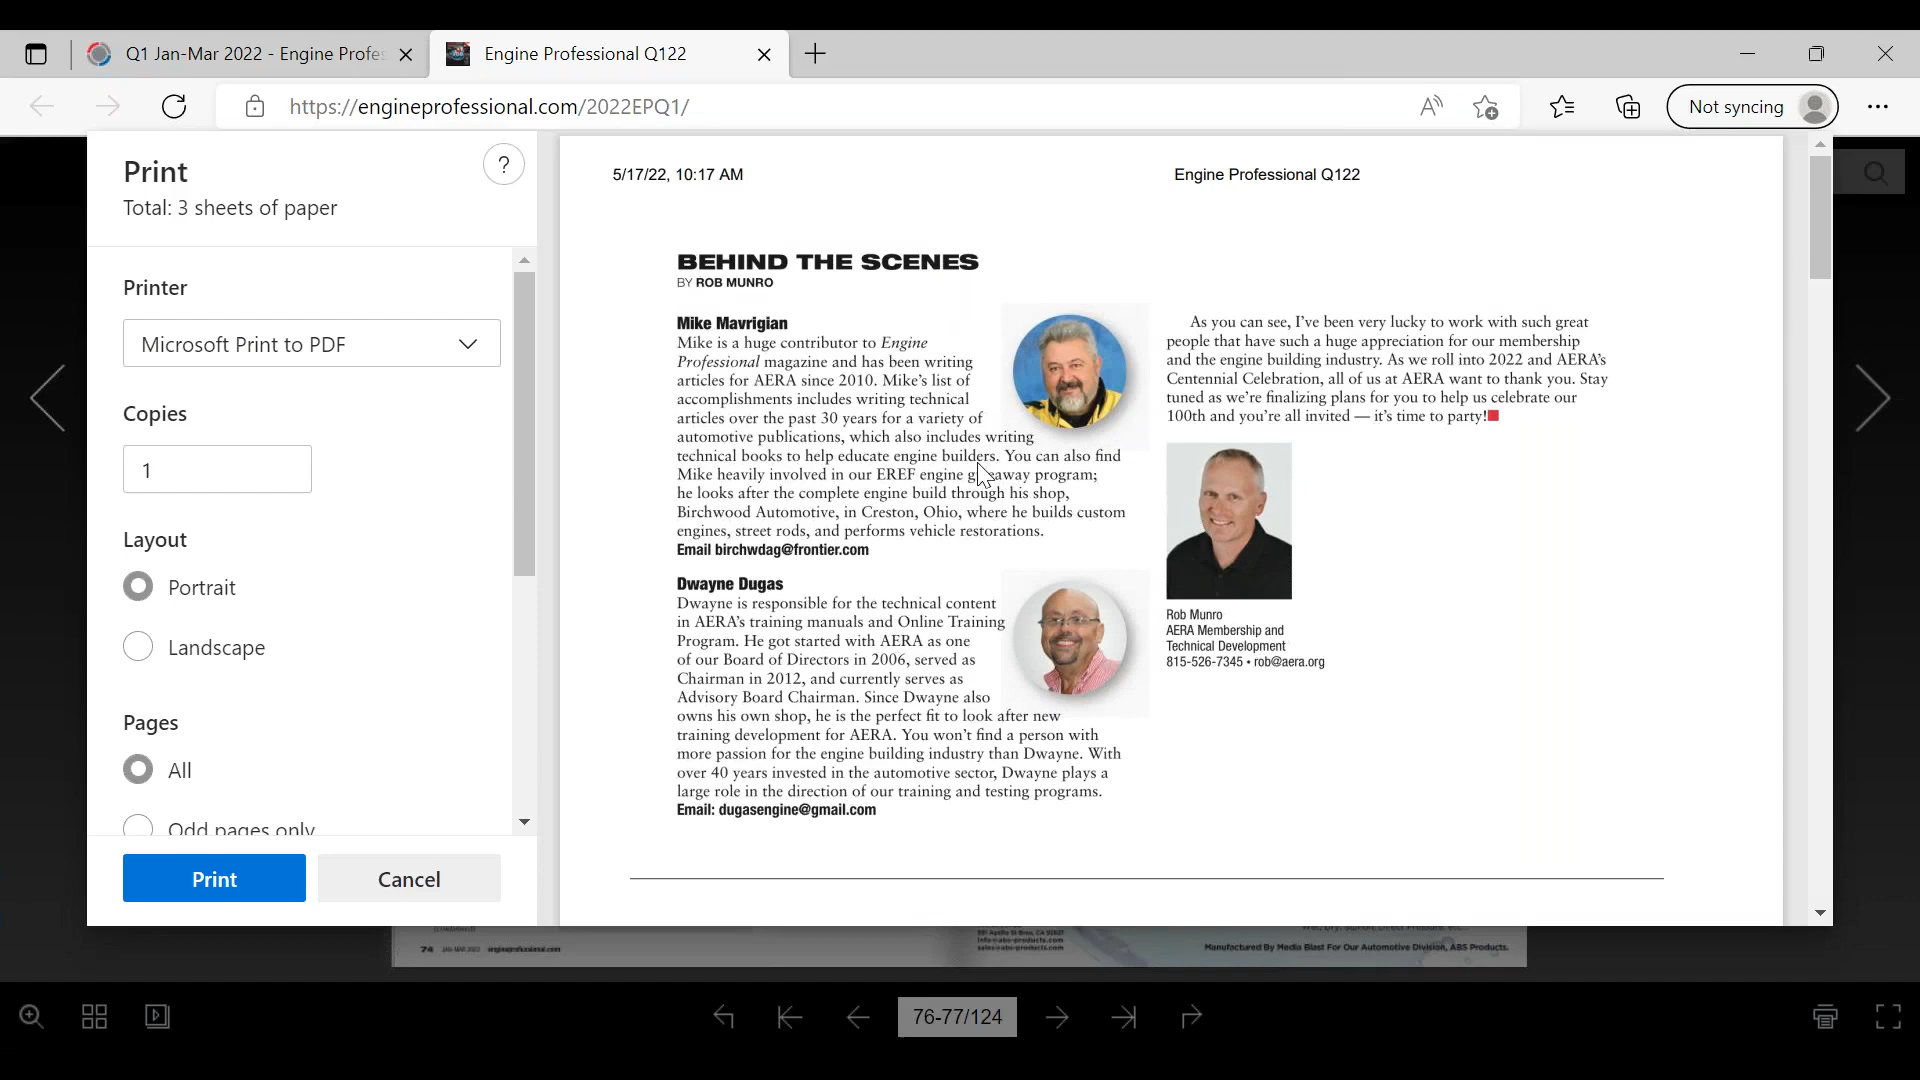 Q1 Jan-Mar 2022 - Engine Profes
Engine Professional Q122
https://engineprofessional.com/2022EPQ1/
Not syncing
Print
?
Total: 3 sheets of paper
Printer
Microsoft Print to PDF
Copies
1
Layout
Portrait
Landscape
Pages
All
Odd pages only
Print
Cancel
5/17/22, 10:17 AM
Engine Professional Q122
BEHIND THE SCENES
BY ROB MUNRO
Mike Mavrigian
Mike is a huge contributor to Engine
Professional magazine and has been writing
articles for AERA since 2010. Mike's list of
accomplishments includes writing technical
articles over the past 30 years for a variety of
automotive publications, which also includes writing
technical books to help educate engine builders. You can also find
Mike heavily involved in our EREF engine giveaway program;
he looks after the complete engine build through his shop,
Birchwood Automotive, in Creston, Ohio, where he builds custom
engines, street rods, and performs vehicle restorations.
Email birchwdag@frontier.com
Dwayne Dugas
Dwayne is responsible for the technical content
in AERA's training manuals and Online Training
Program. He got started with AERA as one
of our Board of Directors in 2006, served as
Chairman in 2012, and currently serves as
Advisory Board Chairman. Since Dwayne also
owns his own shop, he is the perfect fit to look after new
training development for AERA. You won't find a person with
more passion for the engine building industry than Dwayne. With
over 40 years invested in the automotive sector, Dwayne plays a
large role in the direction of our training and testing programs.
Email: dugasengine@gmail.com
As you can see, I've been very lucky to work with such great
people that have such a huge appreciation for our membership
and the engine building industry. As we roll into 2022 and AERA's
Centennial Celebration, all of us at AERA want to thank you. Stay
tuned as we're finalizing plans for you to help us celebrate our
100th and you're all invited — it's time to party!
Rob Munro
AERA Membership and
Technical Development
815-526-7345 • rob@aera.org
74 JAN-MAR 2022 engineprofessional.com
info@abs-products.com
sales@abs-products.com
Manufactured By Media Blast For Our Automotive Division, ABS Products.
76-77/124